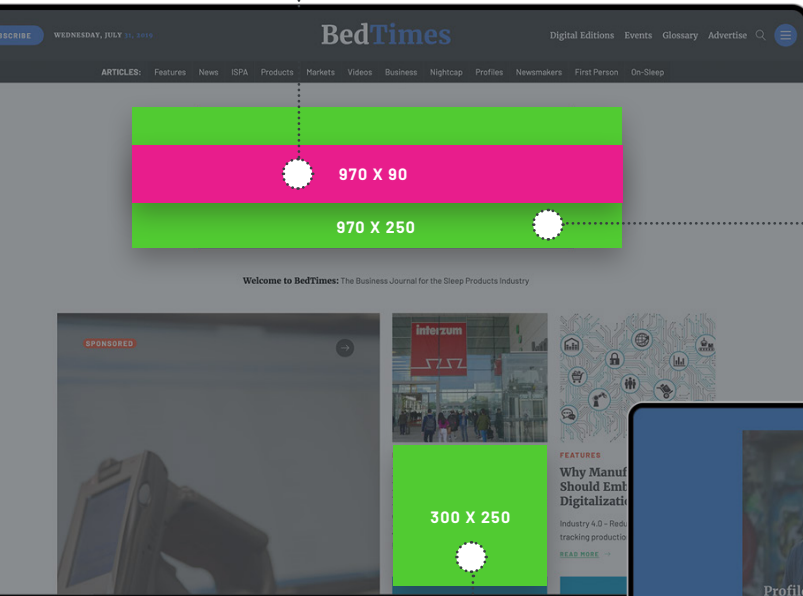 SCRIBE
WEDNESDAY, JULY
BedTimes
Digital Editions Events Glossary Advertise
ARTICLES: Features News ISPA Products Markets Videos Business Nightcap Profiles Newsmakers First Person On-Sleep
970 X 90
970 X 250
Welcome to BedTimes: The Business Journal for the Sleep Products Industry
SPONSORED
interzum
300 X 250
FEATURES
Why Manuf
Should Emb
Digitalizati
Industry 4.0 – Redu
tracking productio
READ MORE
Profil